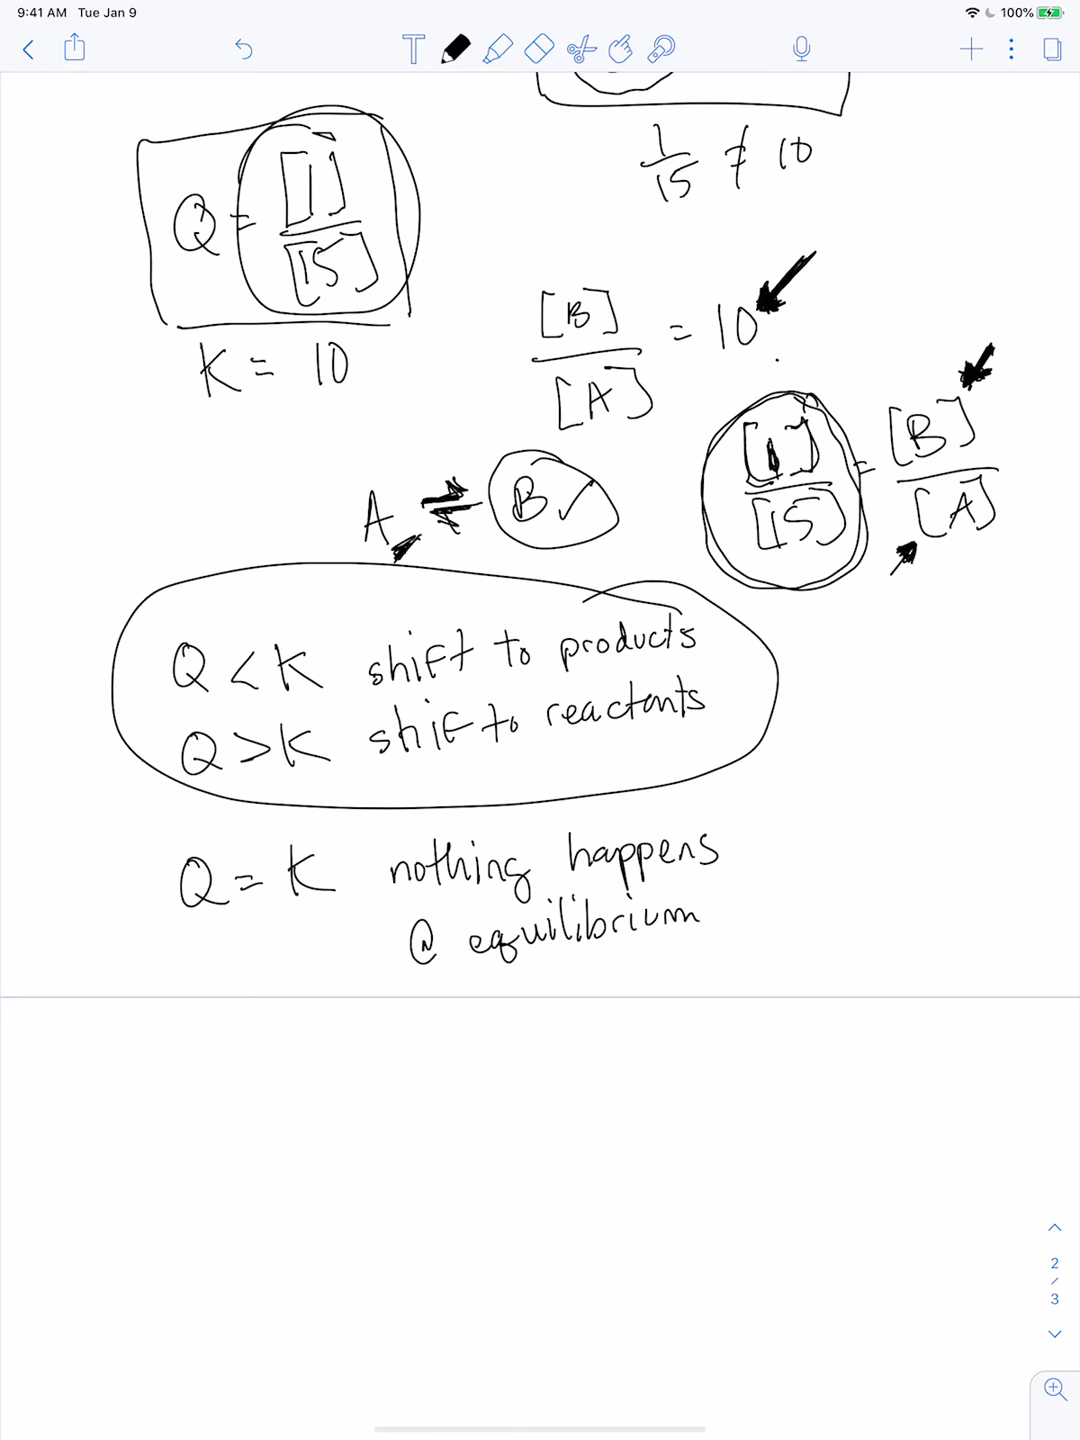 9:41 AM Tue Jan 9
100%
T
1/15 ≠ 10
Q = [1]/[15]
K = 10
[B]/[A] = 10
[1]/[15] = [B]/[A]
A ⇌ B ✓
Q < K shift to products
Q > K shift to reactants
Q = K nothing happens
@ equilibrium
2
/
3